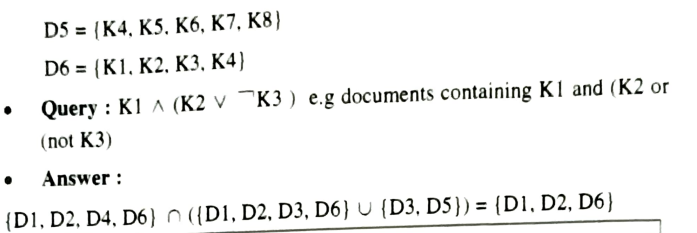 D5 = {K4, K5, K6, K7, K8}
D6 = {K1, K2, K3, K4}
• Query : K1 ∧ (K2 ∨ ¬K3 ) e.g documents containing K1 and (K2 or
(not K3)
• Answer :
{D1, D2, D4, D6} ∩ ({D1, D2, D3, D6} ∪ {D3, D5}) = {D1, D2, D6}